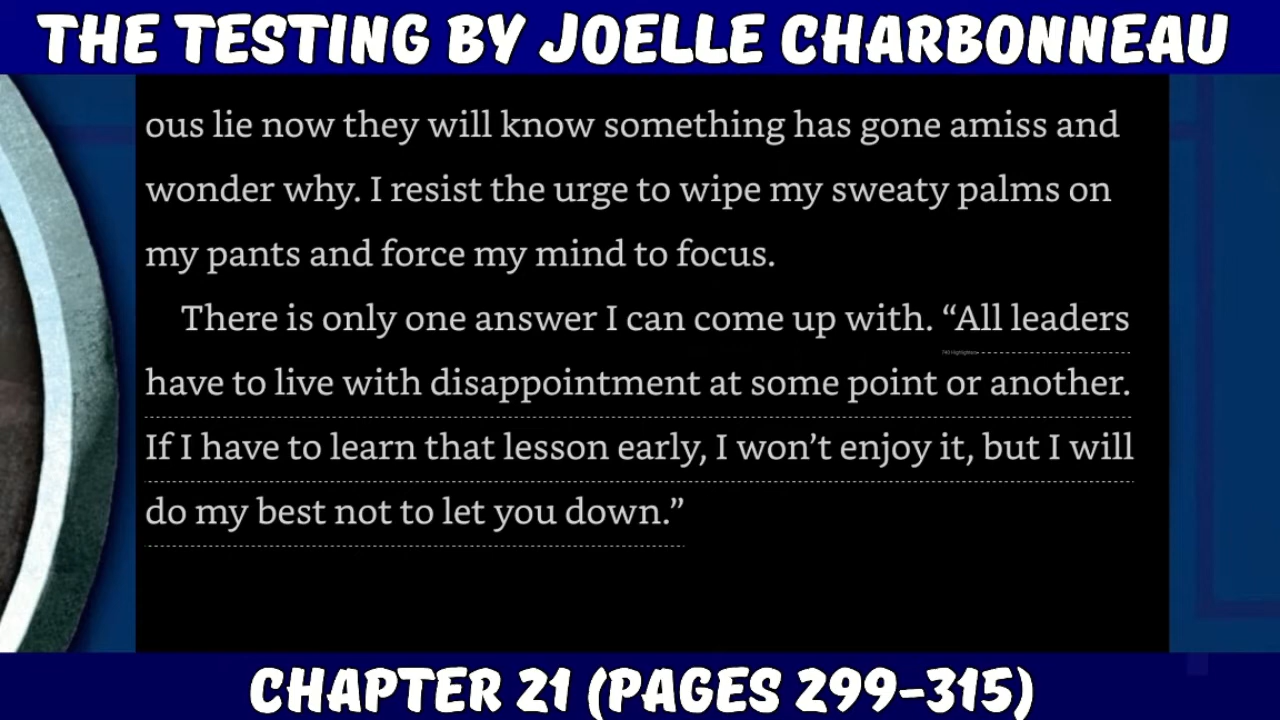 THE TESTING BY JOELLE CHARBONNEAU
ous lie now they will know something has gone amiss and
wonder why. I resist the urge to wipe my sweaty palms on
my pants and force my mind to focus.
There is only one answer I can come up with. “All leaders
have to live with disappointment at some point or another.
If I have to learn that lesson early, I won’t enjoy it, but I will
do my best not to let you down.”
CHAPTER 21 (PAGES 299-315)